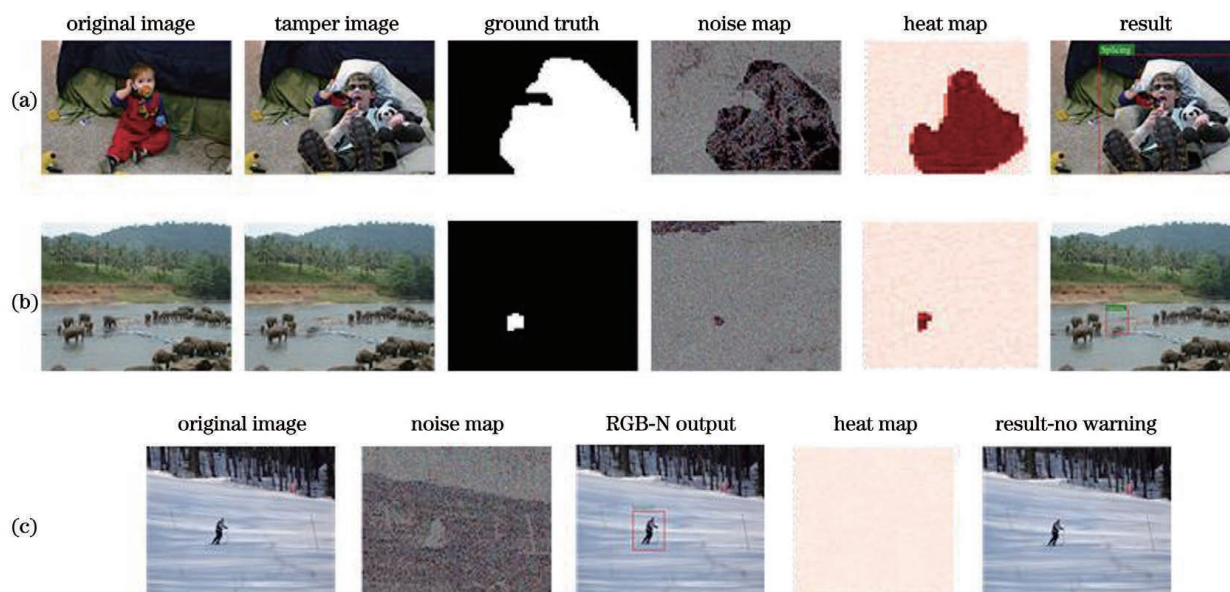 original image tamper image ground truth noise map heat map result
(a)
Splicing
(b)
original image noise map RGB-N output heat map result-no warning
(c)